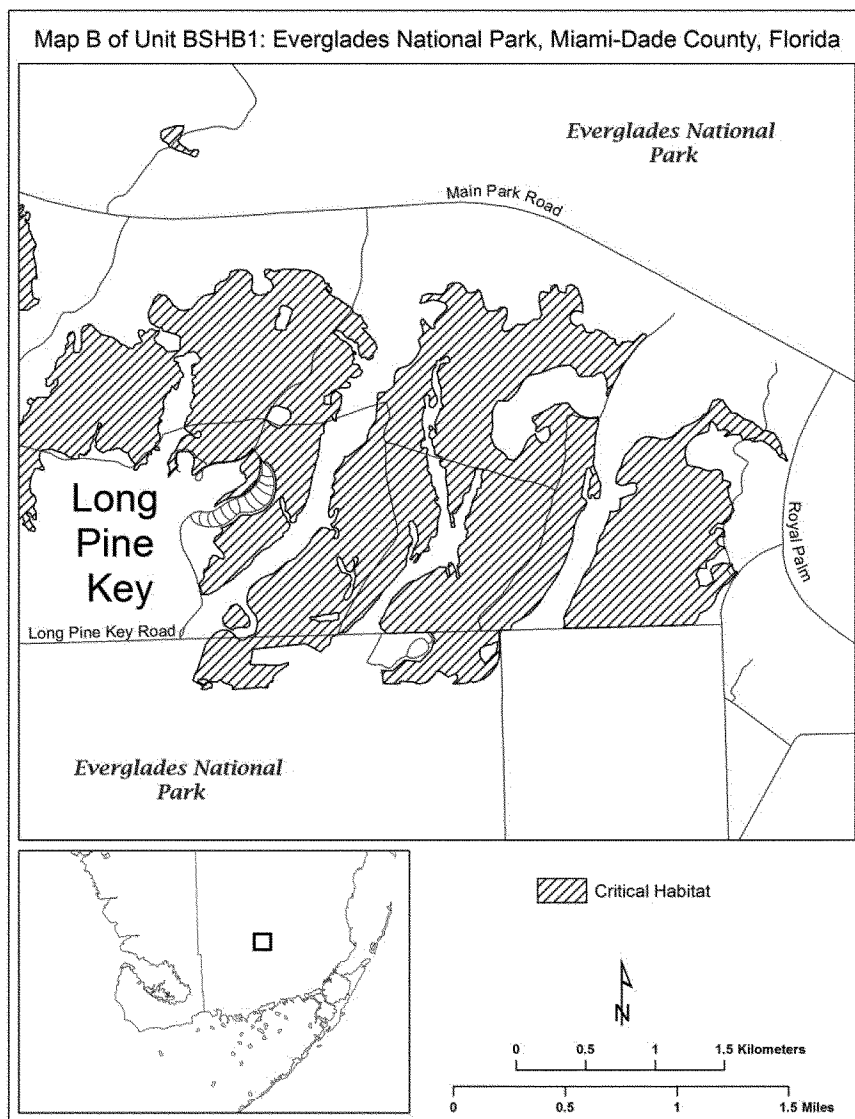 Map B of Unit BSHB1: Everglades National Park, Miami-Dade County, Florida
Everglades National
Park
Main Park Road
Long
Pine
Key
Royal Palm
Long Pine Key Road
Everglades National
Park
Critical Habitat
N
0 0.5 1 1.5 Kilometers
0 0.5 1 1.5 Miles